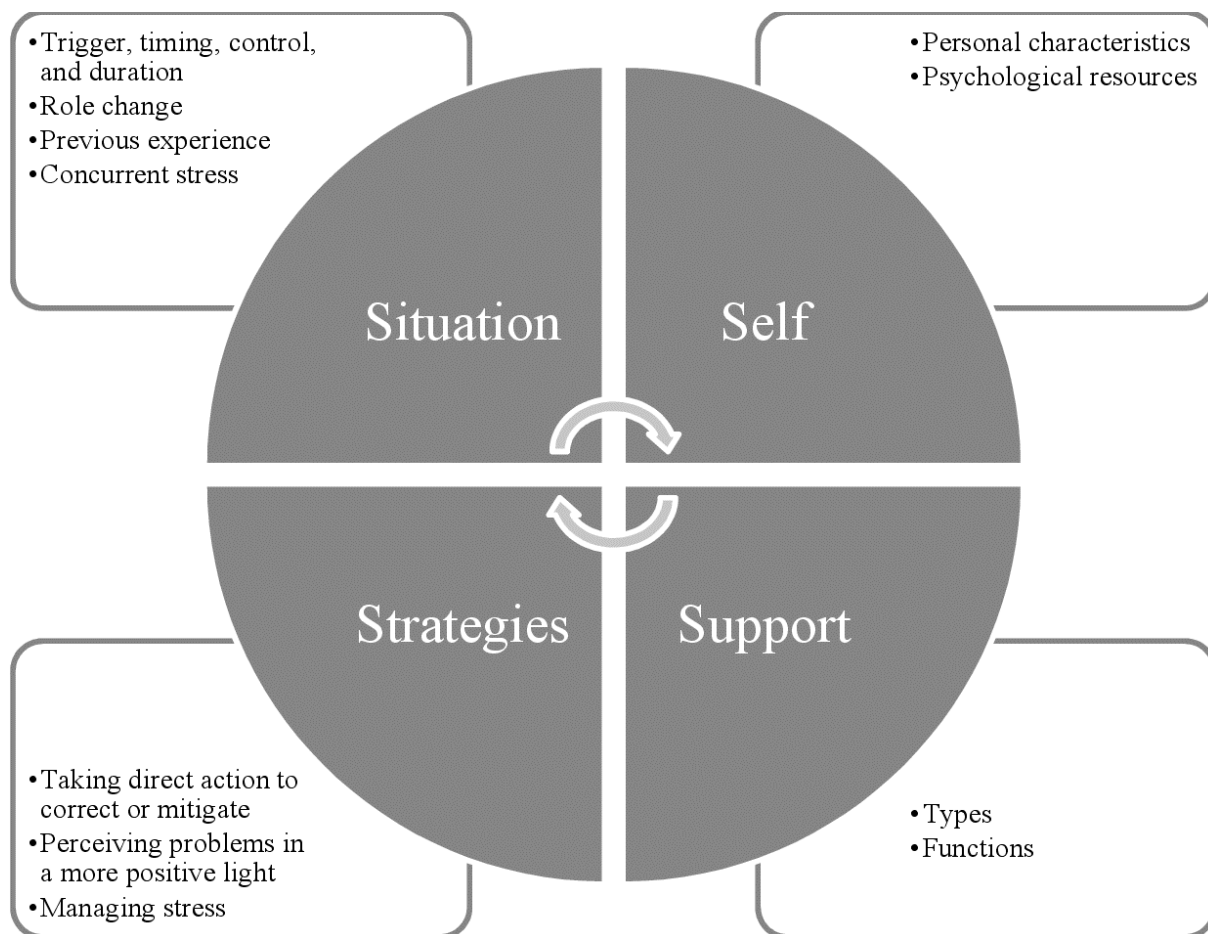 •Trigger, timing, control,
and duration
•Role change
•Previous experience
•Concurrent stress
•Personal characteristics
•Psychological resources
Situation
Self
Strategies
Support
•Taking direct action to
correct or mitigate
•Perceiving problems in
a more positive light
•Managing stress
•Types
•Functions